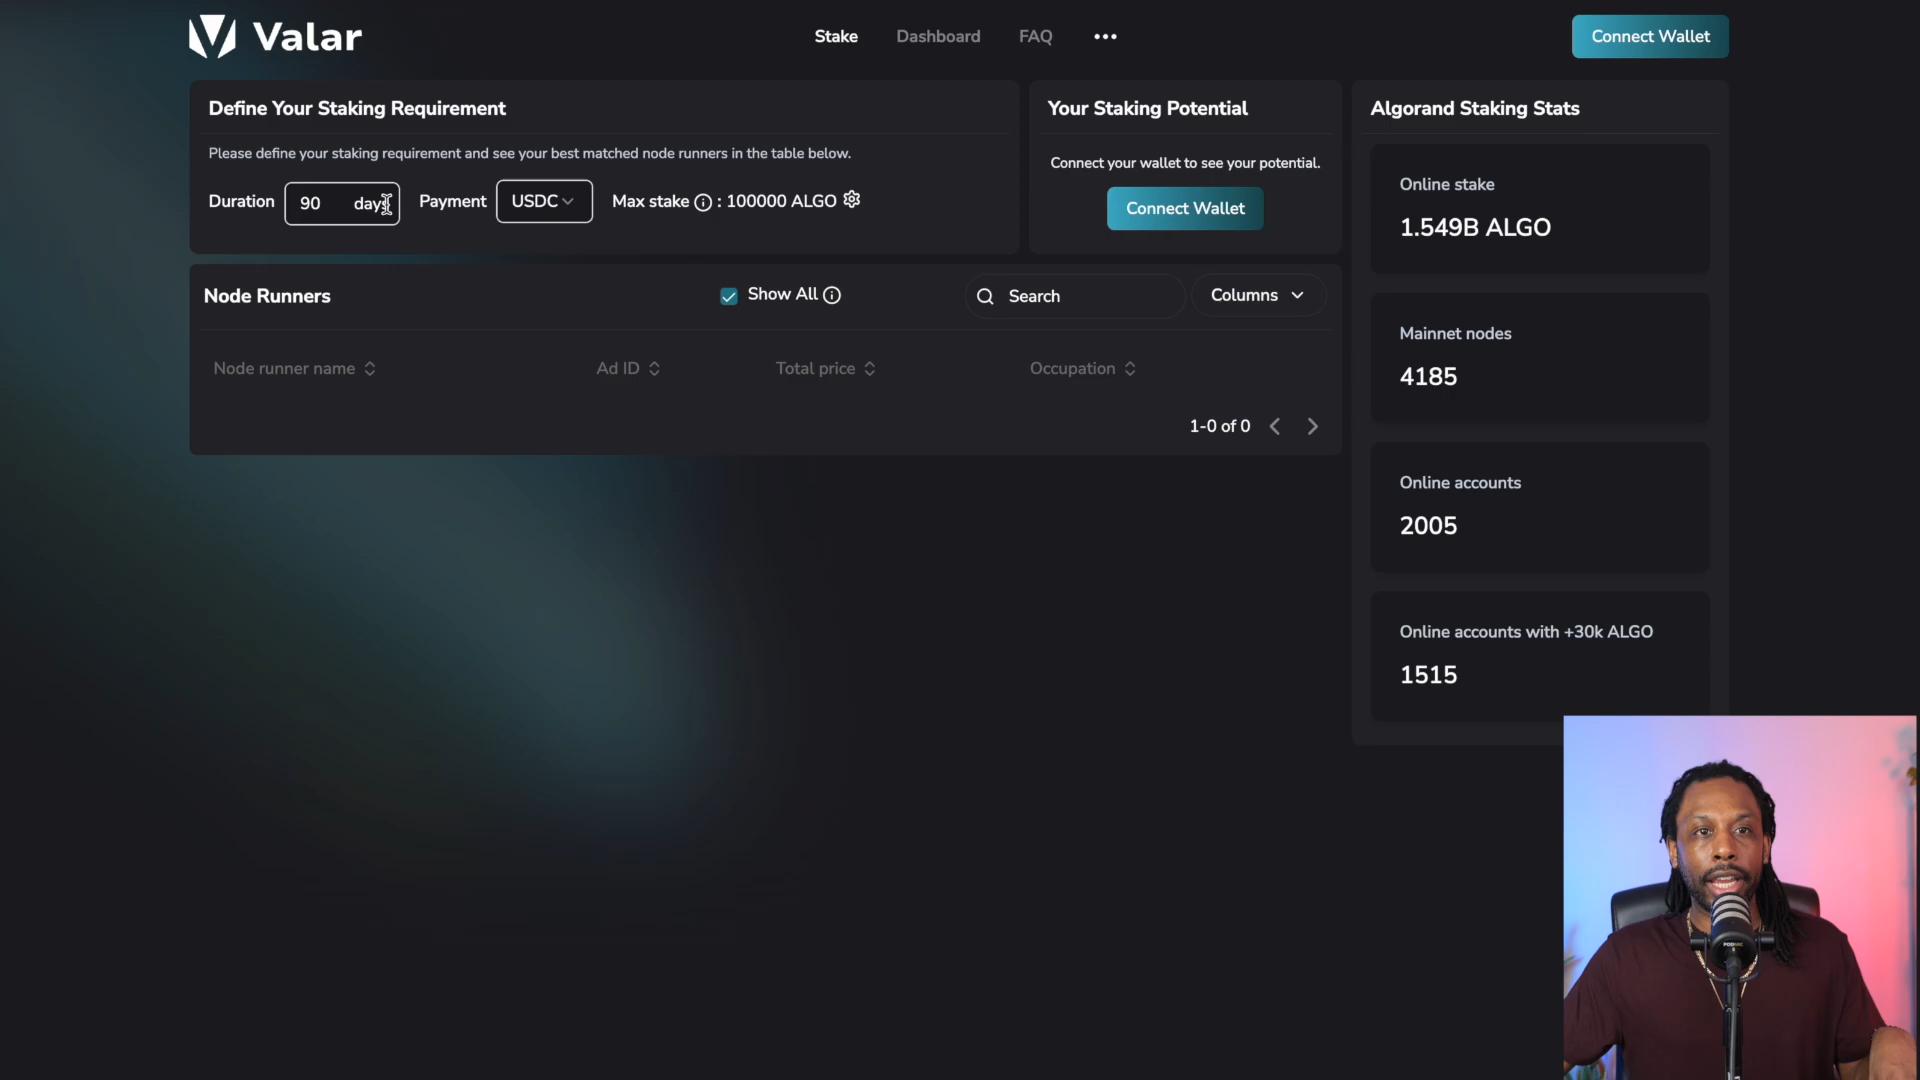 Valar
Stake
Dashboard
FAQ
•••
Connect Wallet
Define Your Staking Requirement
Please define your staking requirement and see your best matched node runners in the table below.
Duration 90 days Payment USDC Max stake : 100000 ALGO
Your Staking Potential
Connect your wallet to see your potential.
Connect Wallet
Algorand Staking Stats
Online stake
1.549B ALGO
Mainnet nodes
4185
Online accounts
2005
Online accounts with +30k ALGO
1515
Node Runners
Show All
Search
Columns
Node runner name Ad ID Total price Occupation
1-0 of 0
PODMIC